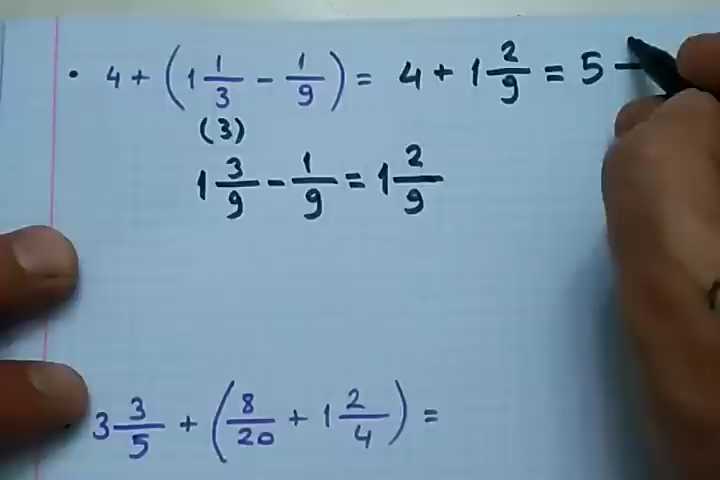 • 4 + (1 1/3 - 1/9) = 4 + 1 2/9 = 5
(3)
1 3/9 - 1/9 = 1 2/9
3 3/5 + (8/20 + 1 2/4) =